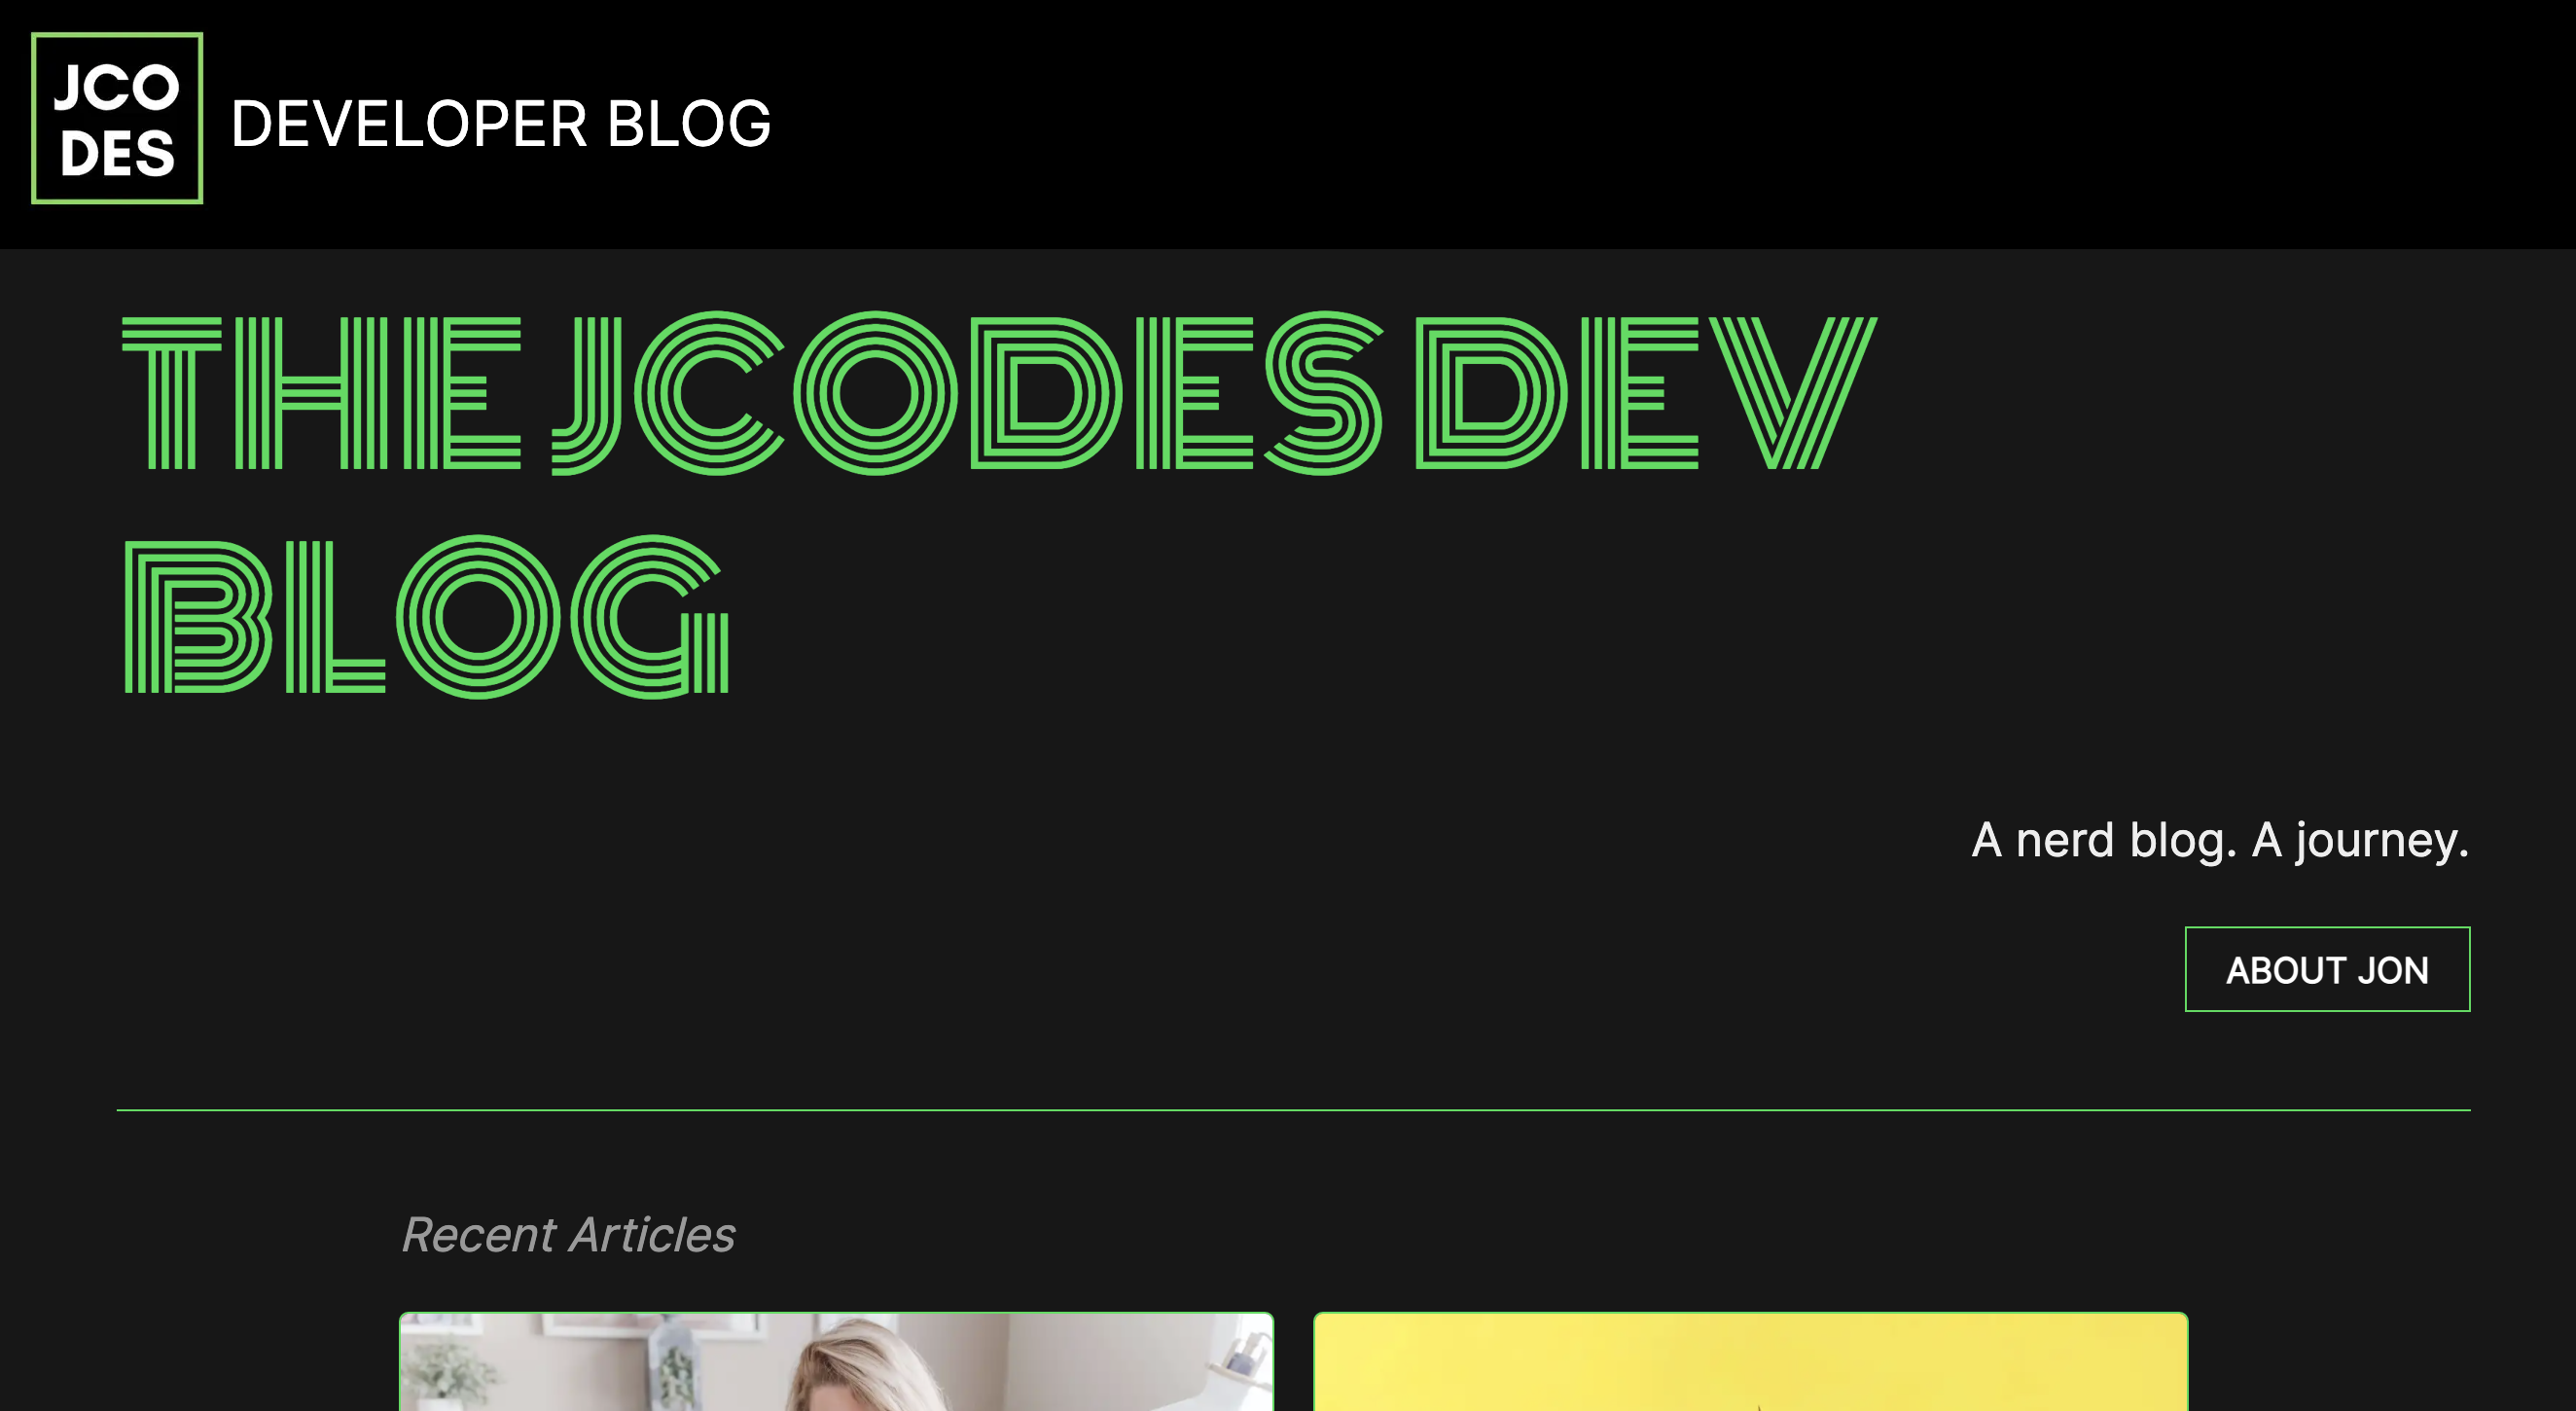 JCO
DES
DEVELOPER BLOG
THE JCODES DEV
BLOG
A nerd blog. A journey.
ABOUT JON
Recent Articles